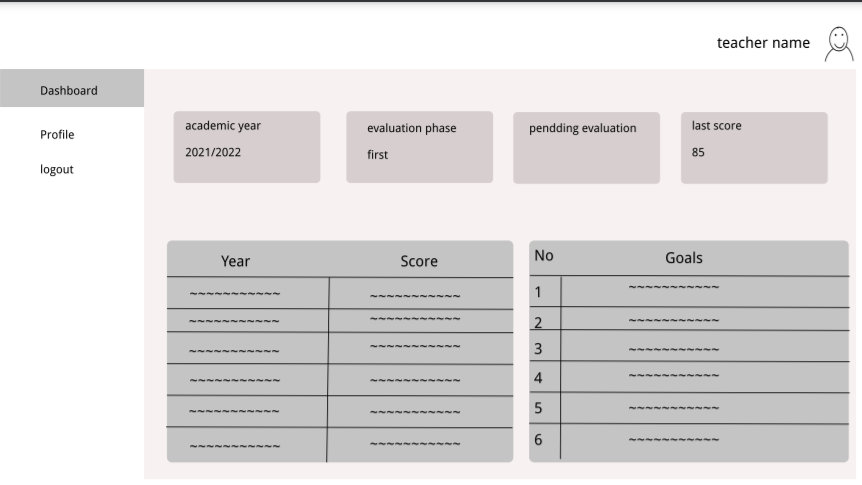 teacher name
Dashboard
Profile
logout
academic year
2021/2022
evaluation phase
first
pendding evaluation
last score
85
Year Score
~~~~~~~~~~~ ~~~~~~~~~~~
~~~~~~~~~~~ ~~~~~~~~~~~
~~~~~~~~~~~ ~~~~~~~~~~~
~~~~~~~~~~~ ~~~~~~~~~~~
~~~~~~~~~~~ ~~~~~~~~~~~
~~~~~~~~~~~ ~~~~~~~~~~~
No Goals
1 ~~~~~~~~~~~
2 ~~~~~~~~~~~
3 ~~~~~~~~~~~
4 ~~~~~~~~~~~
5 ~~~~~~~~~~~
6 ~~~~~~~~~~~